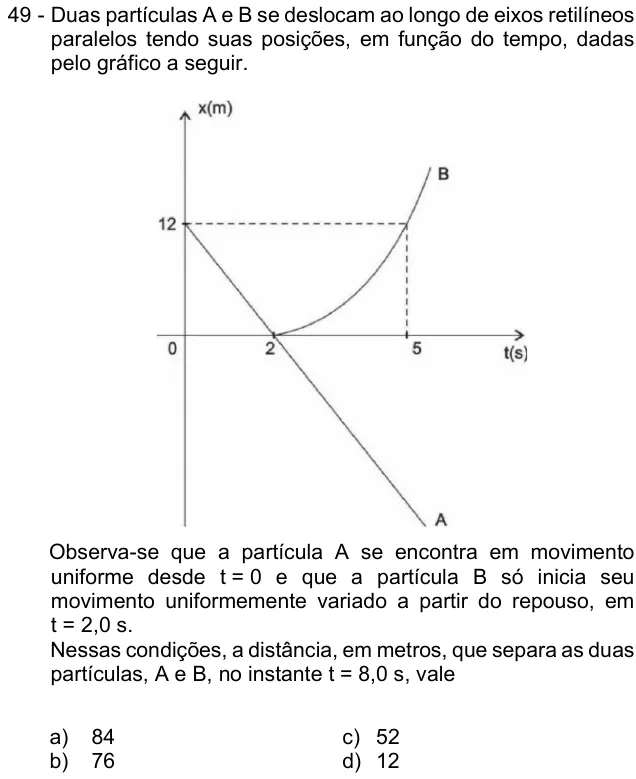 49 - Duas partículas A e B se deslocam ao longo de eixos retilíneos
paralelos tendo suas posições, em função do tempo, dadas
pelo gráfico a seguir.
x(m)
B
12
0
2
5
t(s)
A
Observa-se que a partícula A se encontra em movimento
uniforme desde t = 0 e que a partícula B só inicia seu
movimento uniformemente variado a partir do repouso, em
t = 2,0 s.
Nessas condições, a distância, em metros, que separa as duas
partículas, A e B, no instante t = 8,0 s, vale
a) 84
c) 52
b) 76
d) 12